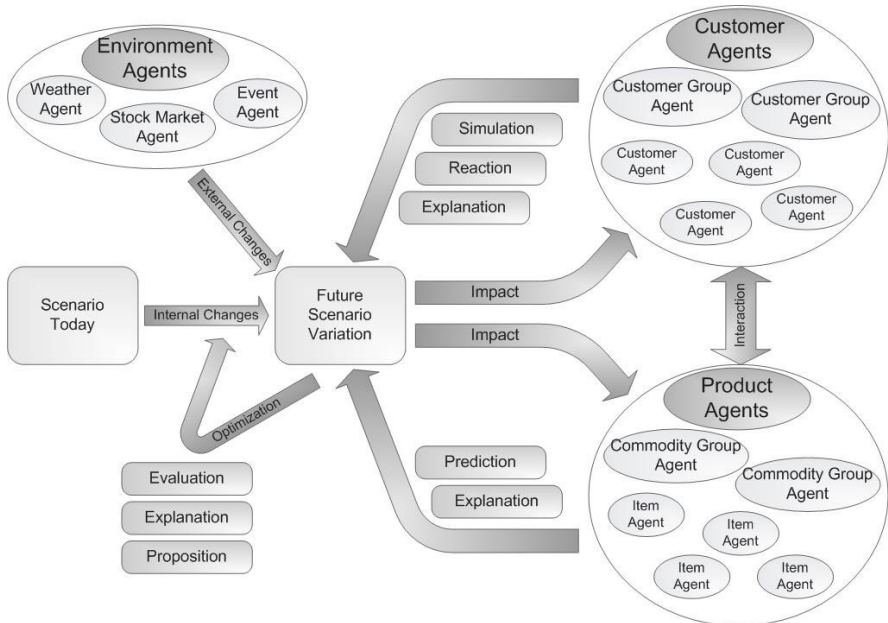 Environment
Agents
Weather
Agent
Event
Agent
Stock Market
Agent
Customer
Agents
Customer Group
Agent
Customer Group
Agent
Customer
Agent
Customer
Agent
Customer
Agent
Customer
Agent
Simulation
Reaction
Explanation
External Changes
Scenario
Today
Internal Changes
Future
Scenario
Variation
Impact
Impact
Interaction
Optimization
Evaluation
Explanation
Proposition
Prediction
Explanation
Product
Agents
Commodity Group
Agent
Commodity Group
Agent
Item
Agent
Item
Agent
Item
Agent
Item
Agent